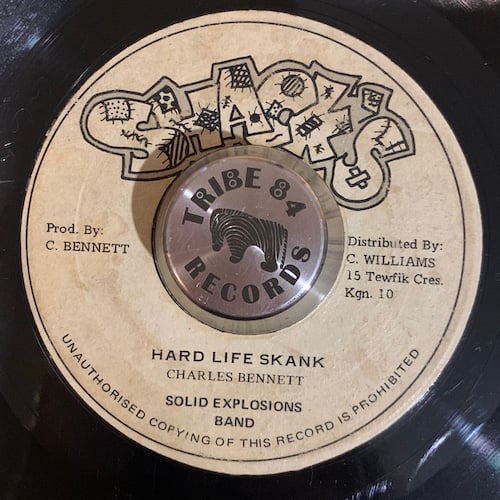 STACK'S
TRIBE 84
RECORDS
Prod. By:
C. BENNETT
Distributed By:
C. WILLIAMS
15 Tewfik Cres.
Kgn. 10
HARD LIFE SKANK
CHARLES BENNETT
SOLID EXPLOSIONS
BAND
UNAUTHORISED COPYING OF THIS RECORD IS PROHIBITED